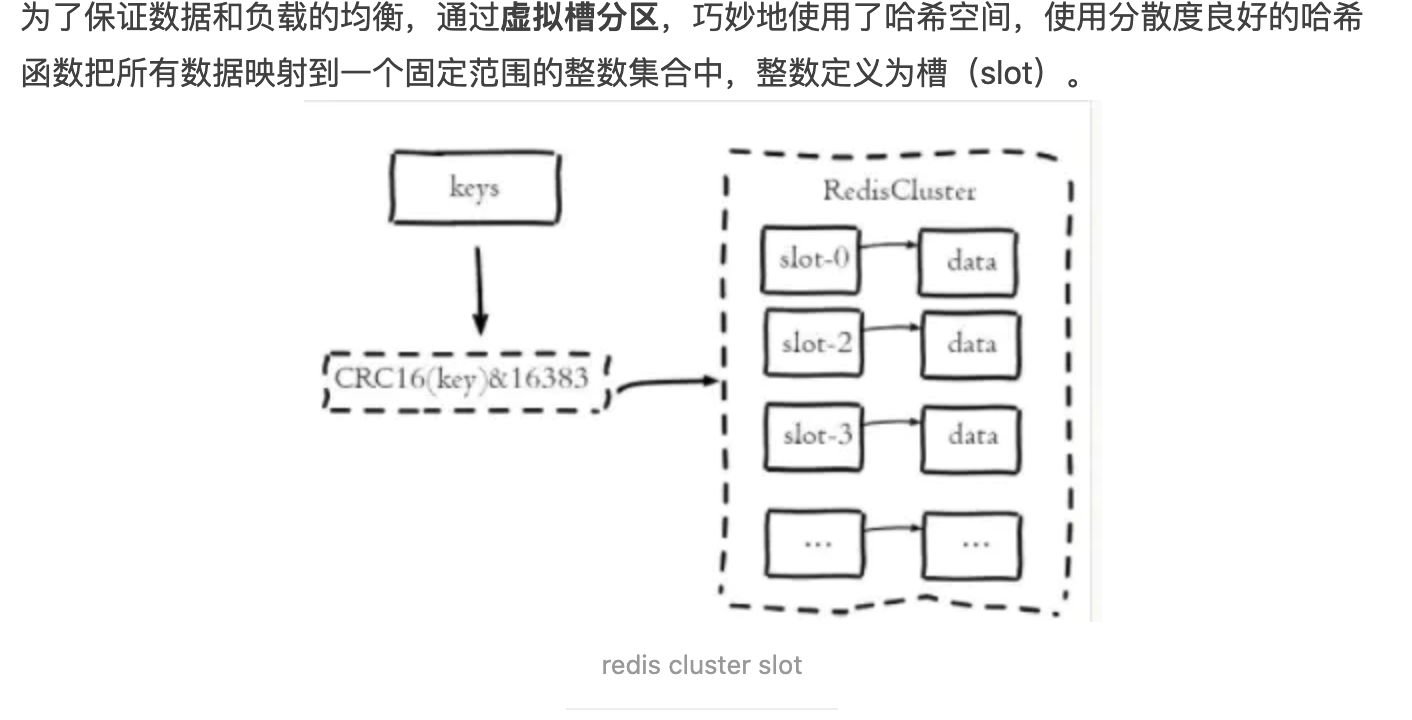 为了保证数据和负载的均衡，通过虚拟槽分区，巧妙地使用了哈希空间，使用分散度良好的哈希
函数把所有数据映射到一个固定范围的整数集合中，整数定义为槽（slot）。
keys
CRC16(key)&16383
RedisCluster
slot-0
data
slot-2
data
slot-3
data
...
...
redis cluster slot